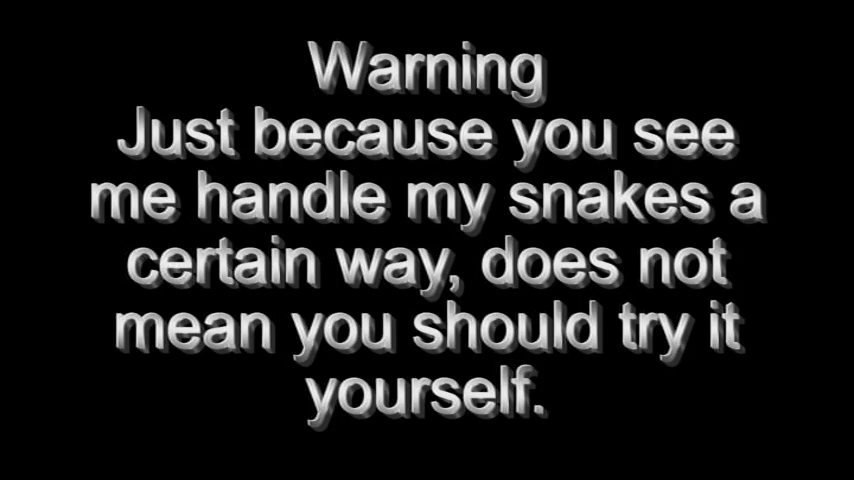 Warning
Just because you see
me handle my snakes a
certain way, does not
mean you should try it
yourself.